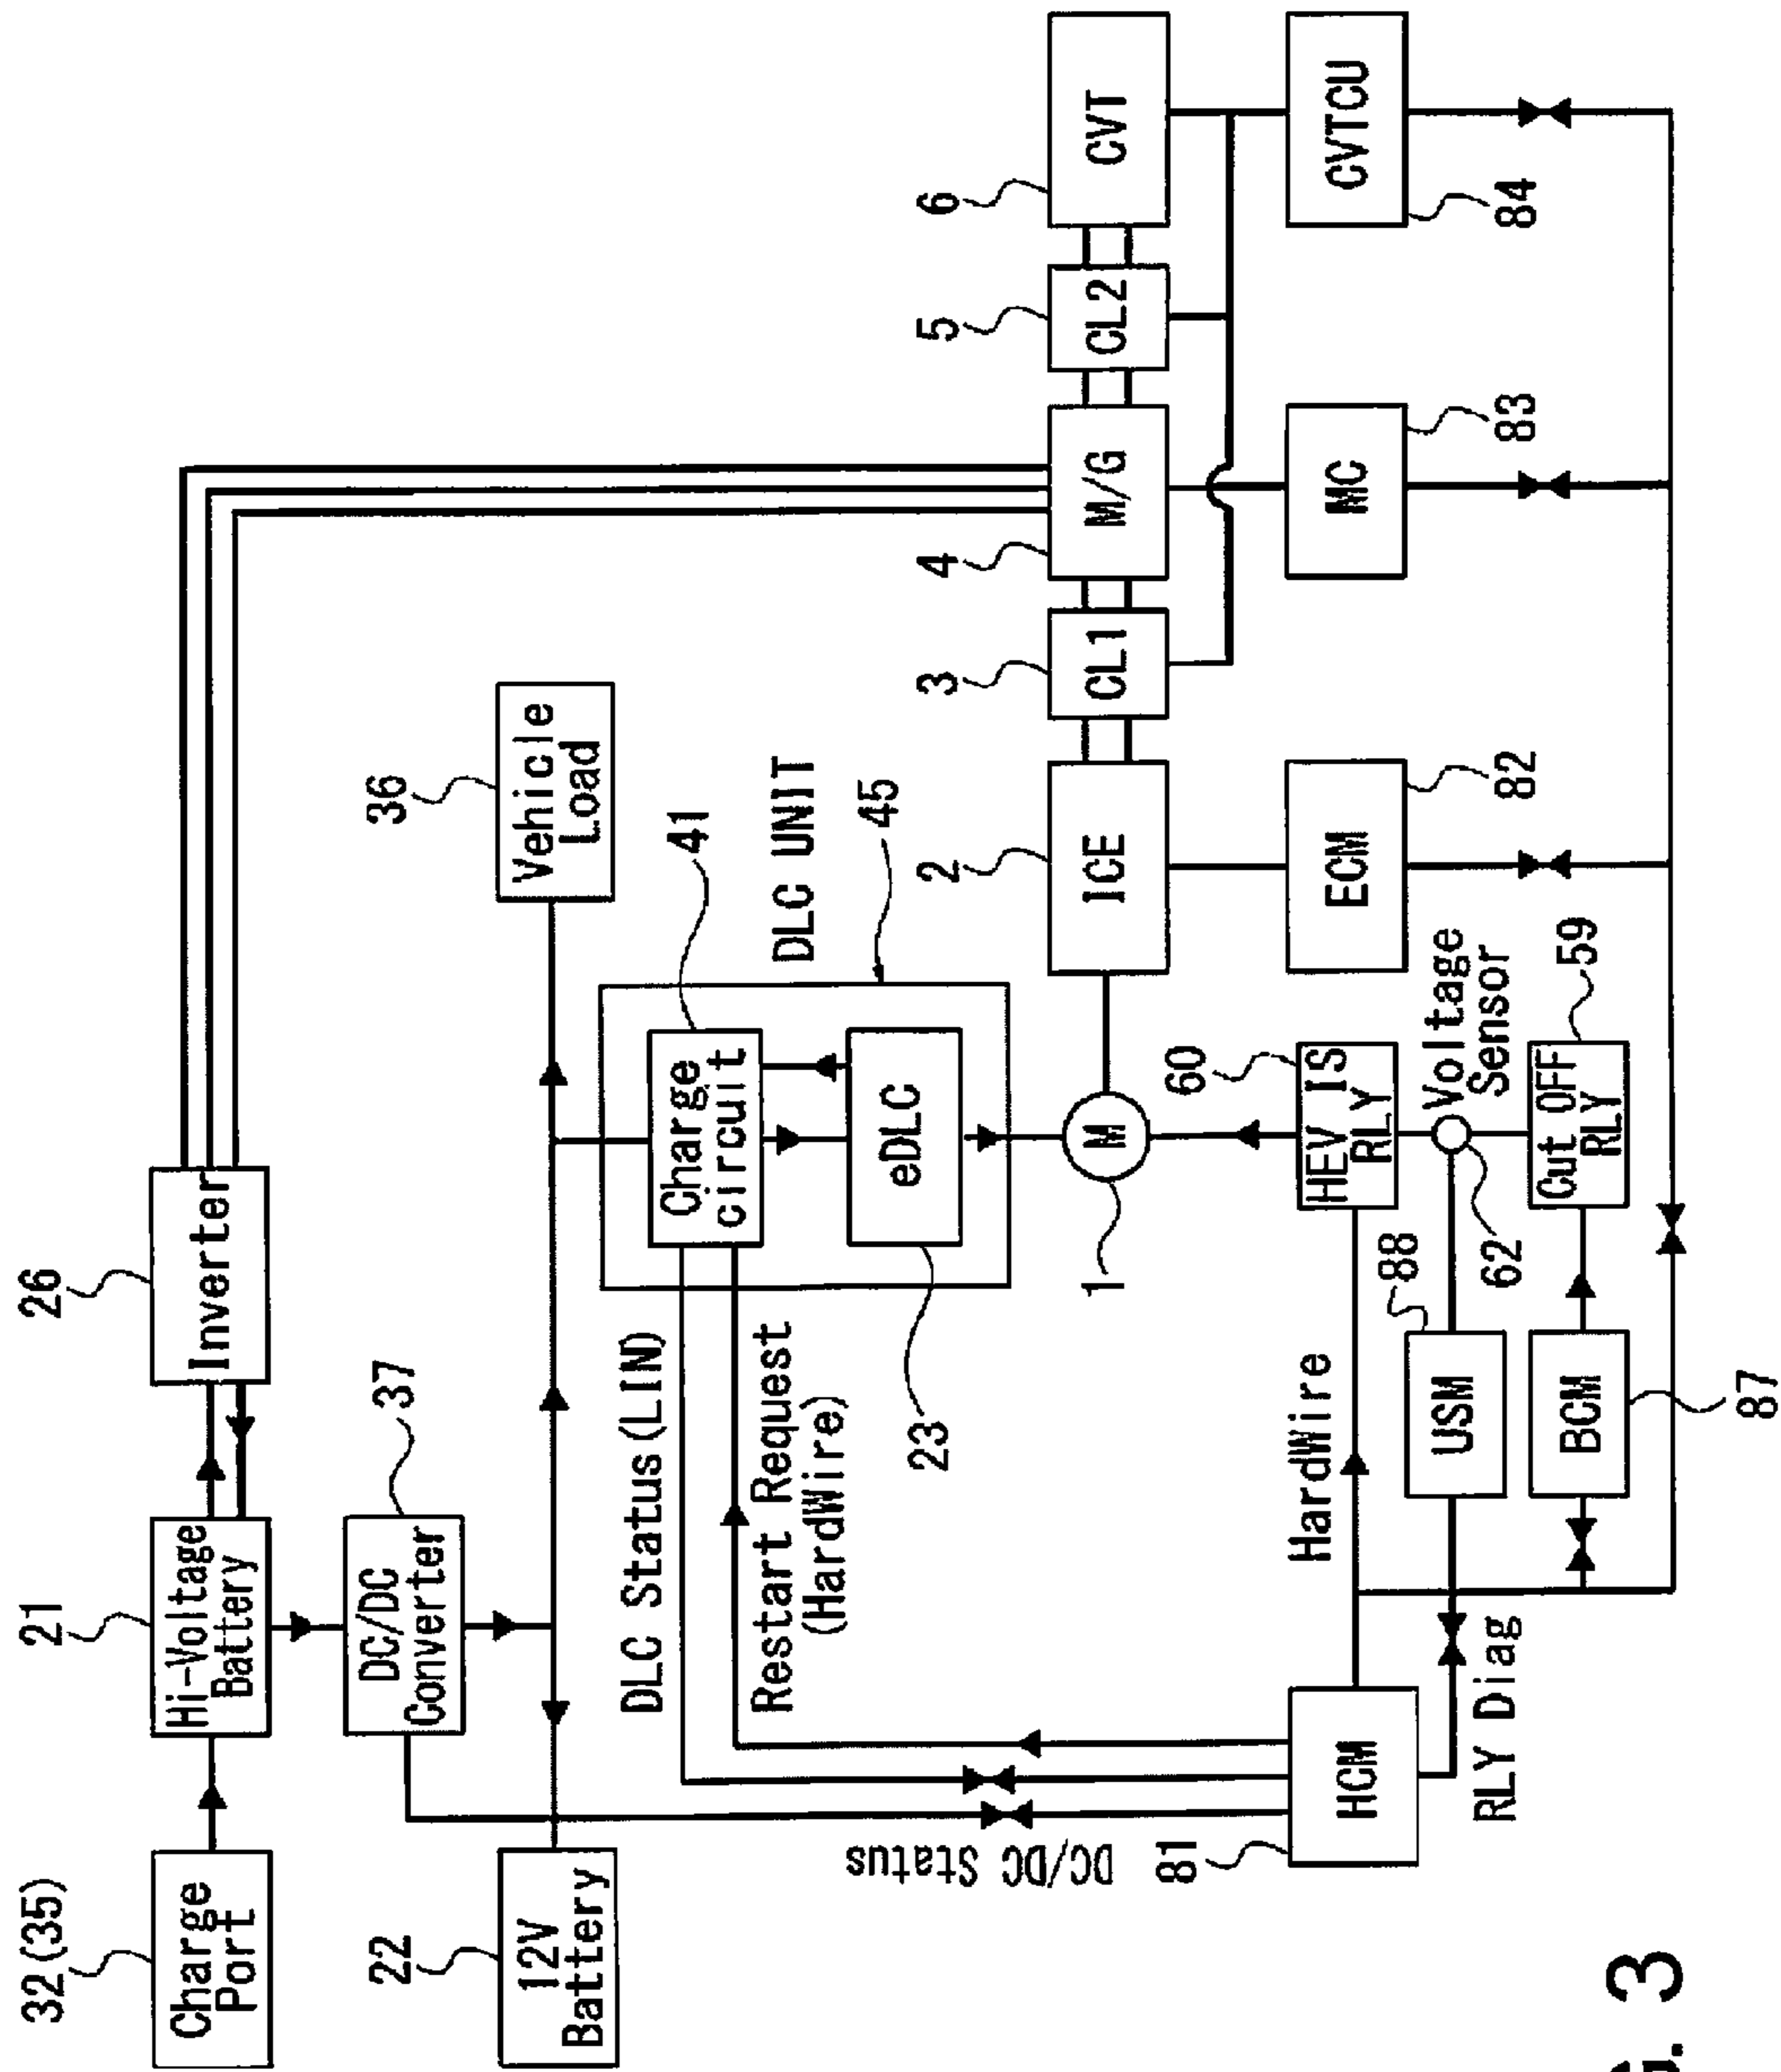 32(35)
Charge
Port
21
Hi-Voltage
Battery
26
Inverter
37
DC/DC
Converter
22
12V
Battery
36
Vehicle
Load
DLC Status(LIN)
Restart Request
(HardWire)
41
Charge
circuit
DLC UNIT
45
eDLC
23
DC/DC Status
M
1
2
ICE
3
CL1
4
M/G
5
CL2
6
CVT
81
HCM
HardWire
60
HEV IS
RLY
ECM
82
MC
83
CVTCU
84
RLY Diag
88
USM
62
Voltage
Sensor
BCM
87
Cut OFF
RLY
59
G. 3